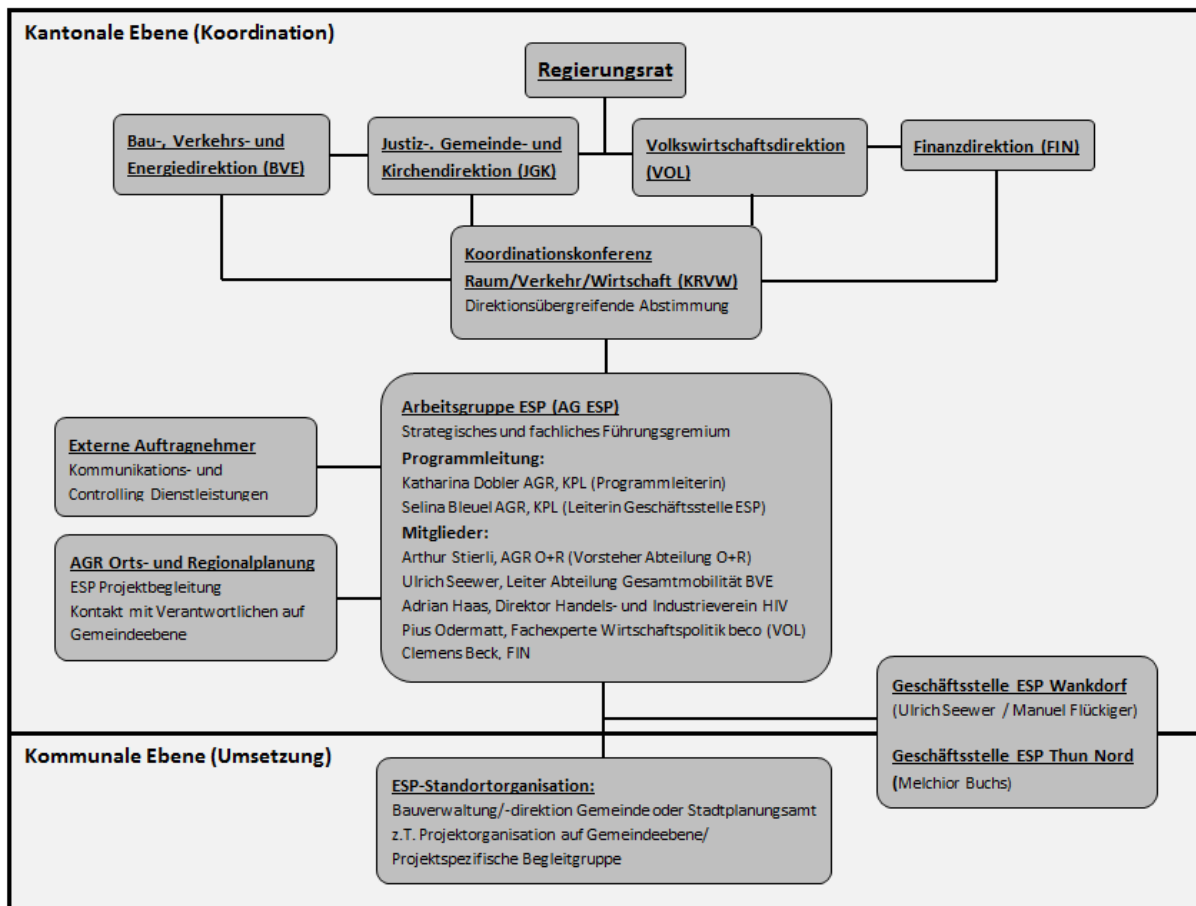 Kantonale Ebene (Koordination)
Regierungsrat
Bau-, Verkehrs- und
Energiedirektion (BVE)
Justiz-. Gemeinde- und
Kirchendirektion (JGK)
Volkswirtschaftsdirektion
(VOL)
Finanzdirektion (FIN)
Koordinationskonferenz
Raum/Verkehr/Wirtschaft (KRVW)
Direktionsübergreifende Abstimmung
Arbeitsgruppe ESP (AG ESP)
Strategisches und fachliches Führungsgremium
Programmleitung:
Katharina Dobler AGR, KPL (Programmleiterin)
Selina Bleuel AGR, KPL (Leiterin Geschäftsstelle ESP)
Mitglieder:
Arthur Stierli, AGR O+R (Vorsteher Abteilung O+R)
Ulrich Seewer, Leiter Abteilung Gesamtmobilität BVE
Adrian Haas, Direktor Handels- und Industrieverein HIV
Pius Odermatt, Fachexperte Wirtschaftspolitik beco (VOL)
Clemens Beck, FIN
Externe Auftragnehmer
Kommunikations- und
Controlling Dienstleistungen
AGR Orts- und Regionalplanung
ESP Projektbegleitung
Kontakt mit Verantwortlichen auf
Gemeindeebene
Geschäftsstelle ESP Wankdorf
(Ulrich Seewer / Manuel Flückiger)
Geschäftsstelle ESP Thun Nord
(Melchior Buchs)
Kommunale Ebene (Umsetzung)
ESP-Standortorganisation:
Bauverwaltung/-direktion Gemeinde oder Stadtplanungsamt
z.T. Projektorganisation auf Gemeindeebene/
Projektspezifische Begleitgruppe